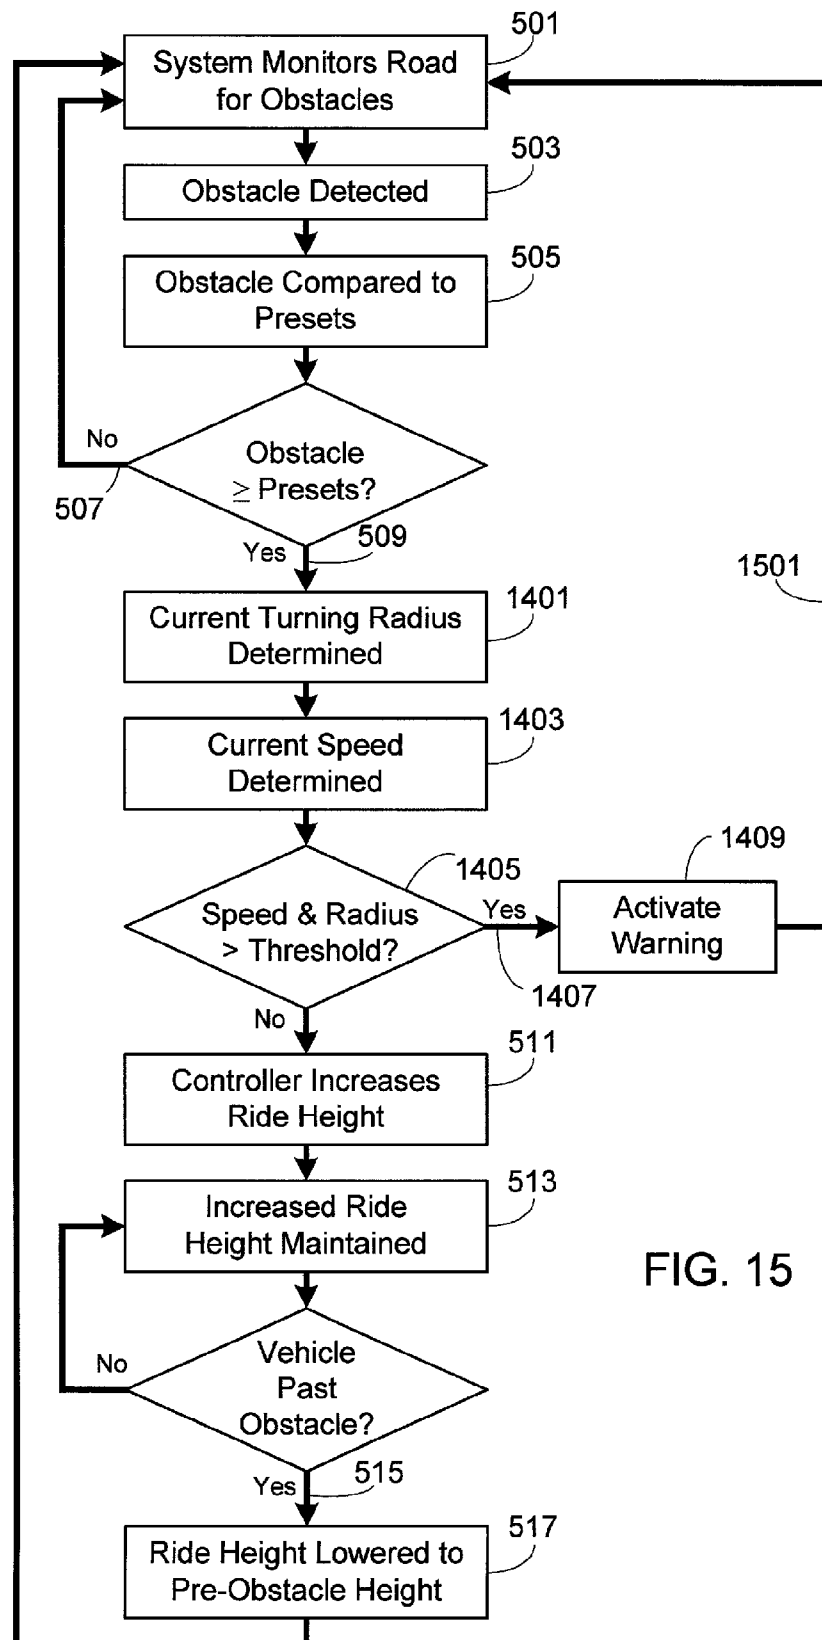 501
System Monitors Road
for Obstacles
503
Obstacle Detected
505
Obstacle Compared to
Presets
No
Obstacle
≥ Presets?
507
Yes
509
1501
1401
Current Turning Radius
Determined
1403
Current Speed
Determined
1405
1409
Speed & Radius
> Threshold?
Yes
Activate
Warning
1407
No
511
Controller Increases
Ride Height
513
Increased Ride
Height Maintained
FIG. 15
No
Vehicle
Past
Obstacle?
Yes
515
517
Ride Height Lowered to
Pre-Obstacle Height